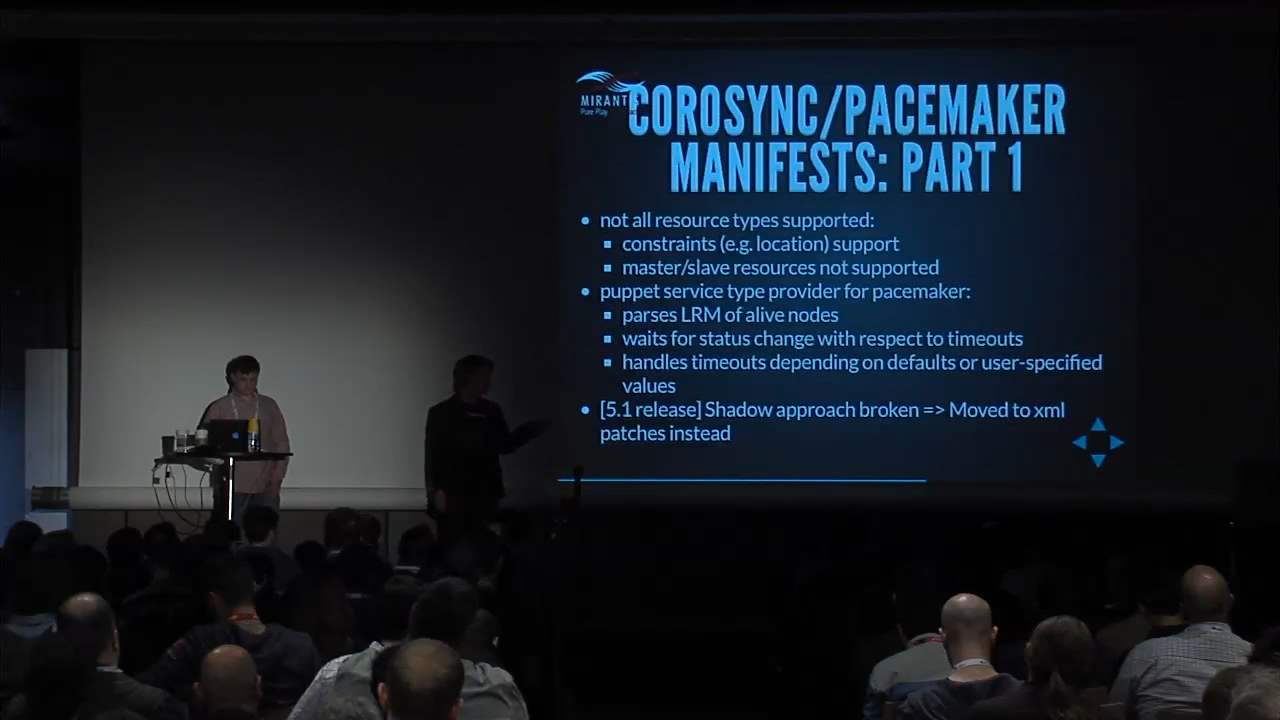 MIRANTIS
Pure Play
COROSYNC/PACEMAKER
MANIFESTS: PART 1
not all resource types supported:
constraints (e.g. location) support
master/slave resources not supported
puppet service type provider for pacemaker:
parses LRM of alive nodes
waits for status change with respect to timeouts
handles timeouts depending on defaults or user-specified
values
[5.1 release] Shadow approach broken => Moved to xml
patches instead